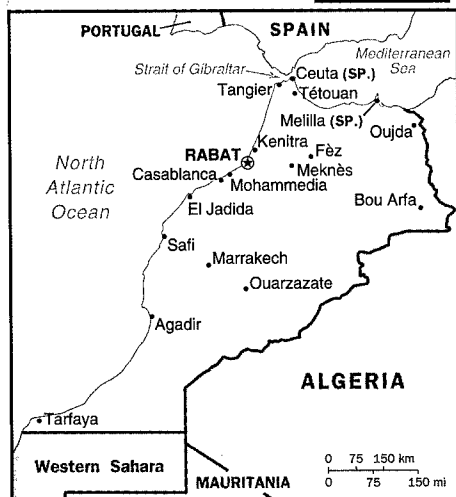 PORTUGAL
SPAIN
Strait of Gibraltar
Mediterranean
Sea
Ceuta (SP.)
Tangier
Tétouan
Melilla (SP.)
Oujda
Kenitra
RABAT
Fèz
Meknès
Casablanca
Mohammedia
North
Atlantic
Ocean
El Jadida
Bou Arfa
Safi
Marrakech
Ouarzazate
Agadir
ALGERIA
Tarfaya
Western Sahara
MAURITANIA
0 75 150 km
0 75 150 mi